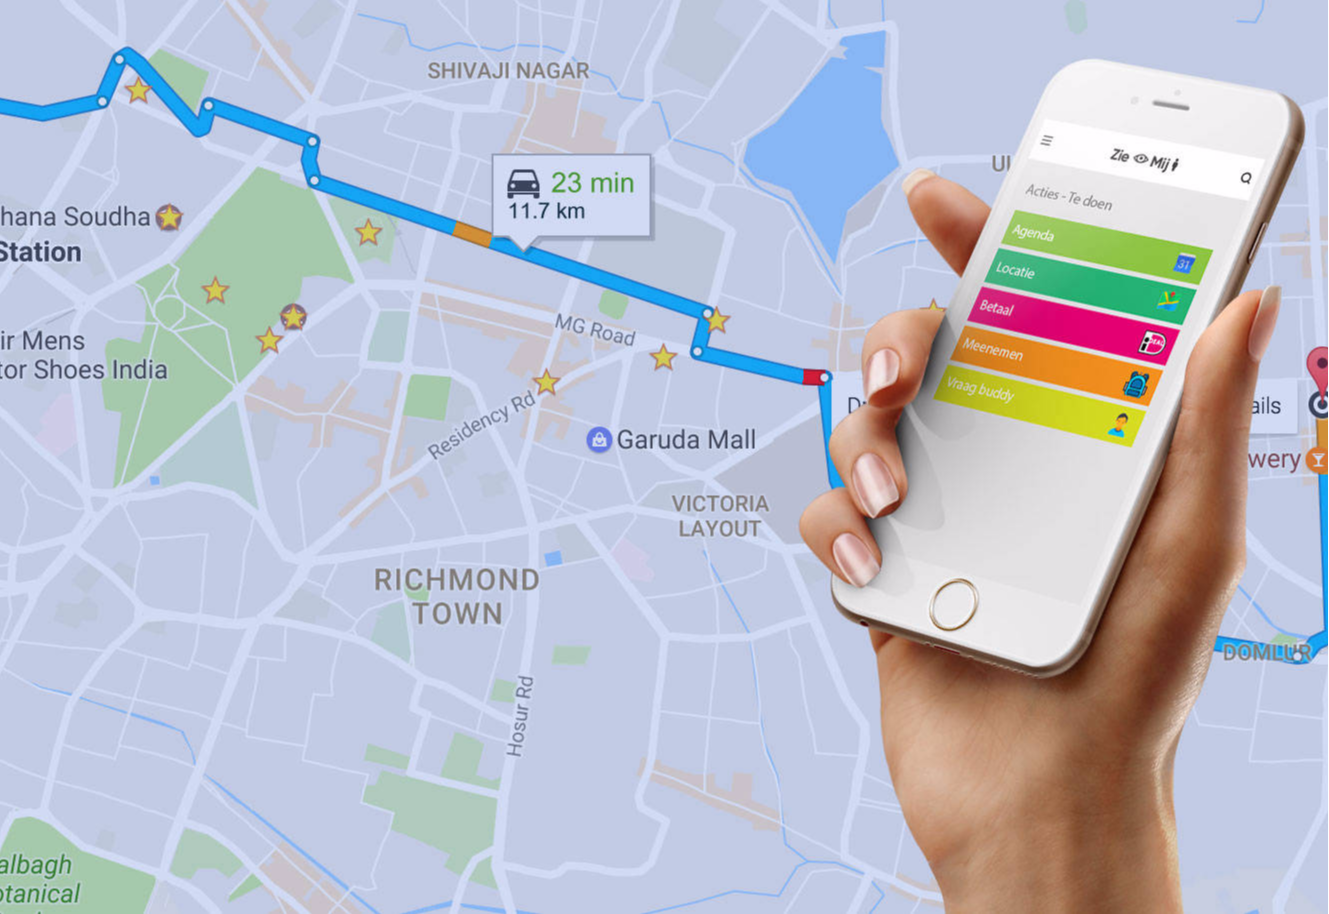 SHIVAJI NAGAR
23 min
11.7 km
hana Soudha
Station
ir Mens
tor Shoes India
MG Road
Residency Rd
Garuda Mall
VICTORIA
LAYOUT
RICHMOND
TOWN
Hosur Rd
albagh
otanical
Zie Mij
Acties - Te doen
Agenda
31
Locatie
Betaal
iDEAL
Meenemen
Vraag buddy
ails
wery
DOMLUR